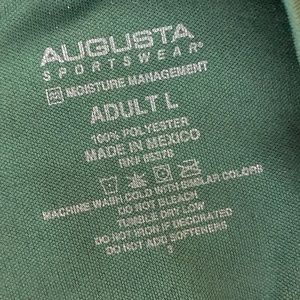 AUGUSTA
SPORTSWEAR®
MOISTURE MANAGEMENT
ADULT L
100% POLYESTER
MADE IN MEXICO
MACHINE WASH COLD WITH SIMILAR COLORS
DO NOT BLEACH
TUMBLE DRY LOW
DO NOT IRON IF DECORATED
DO NOT ADD SOFTENERS